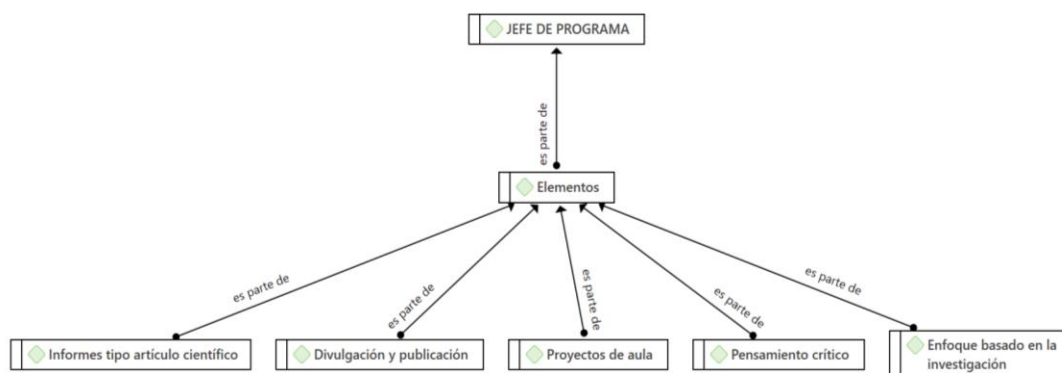 JEFE DE PROGRAMA
es parte de
Elementos
es parte de
es parte de
es parte de
es parte de
es parte de
Informes tipo artículo científico
Divulgación y publicación
Proyectos de aula
Pensamiento crítico
Enfoque basado en la
investigación